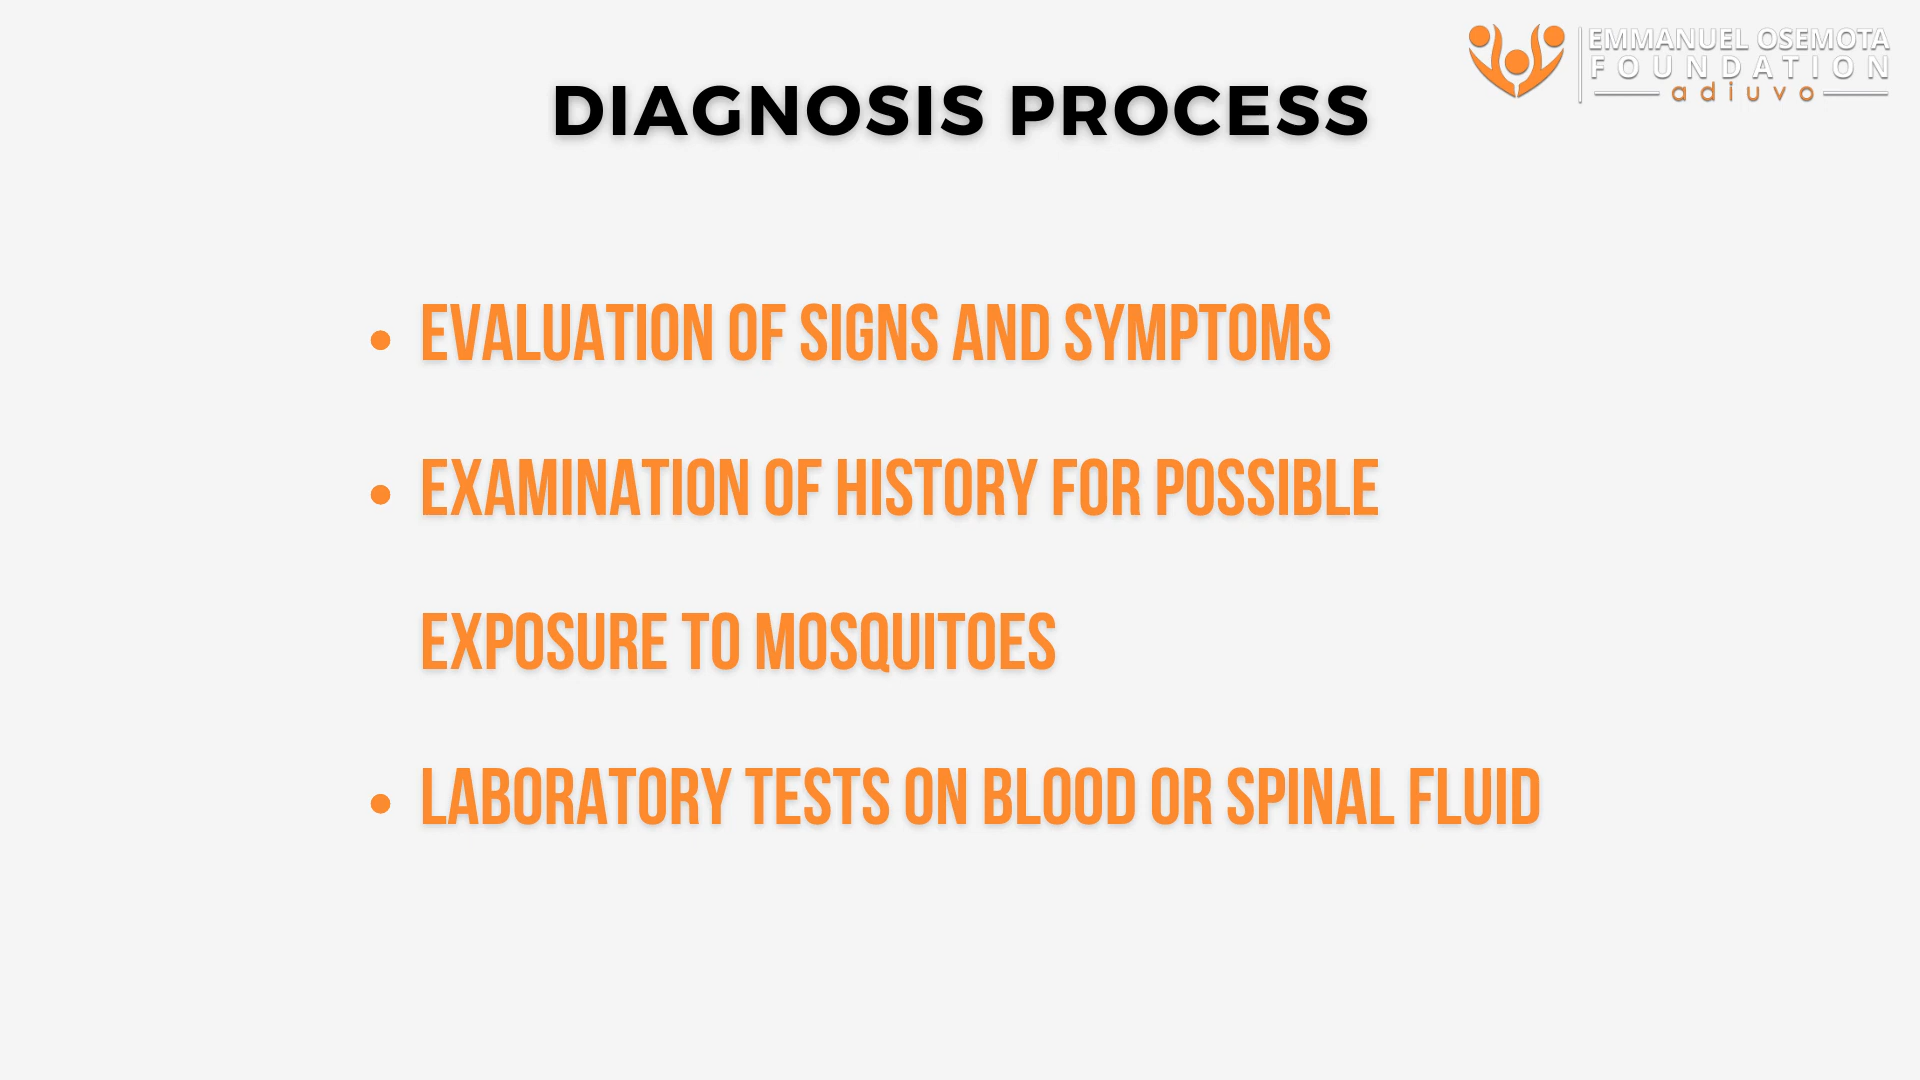 EMMANUEL OSEMOTA
FOUNDATION
adiuvo
DIAGNOSIS PROCESS
• EVALUATION OF SIGNS AND SYMPTOMS
• EXAMINATION OF HISTORY FOR POSSIBLE
EXPOSURE TO MOSQUITOES
• LABORATORY TESTS ON BLOOD OR SPINAL FLUID